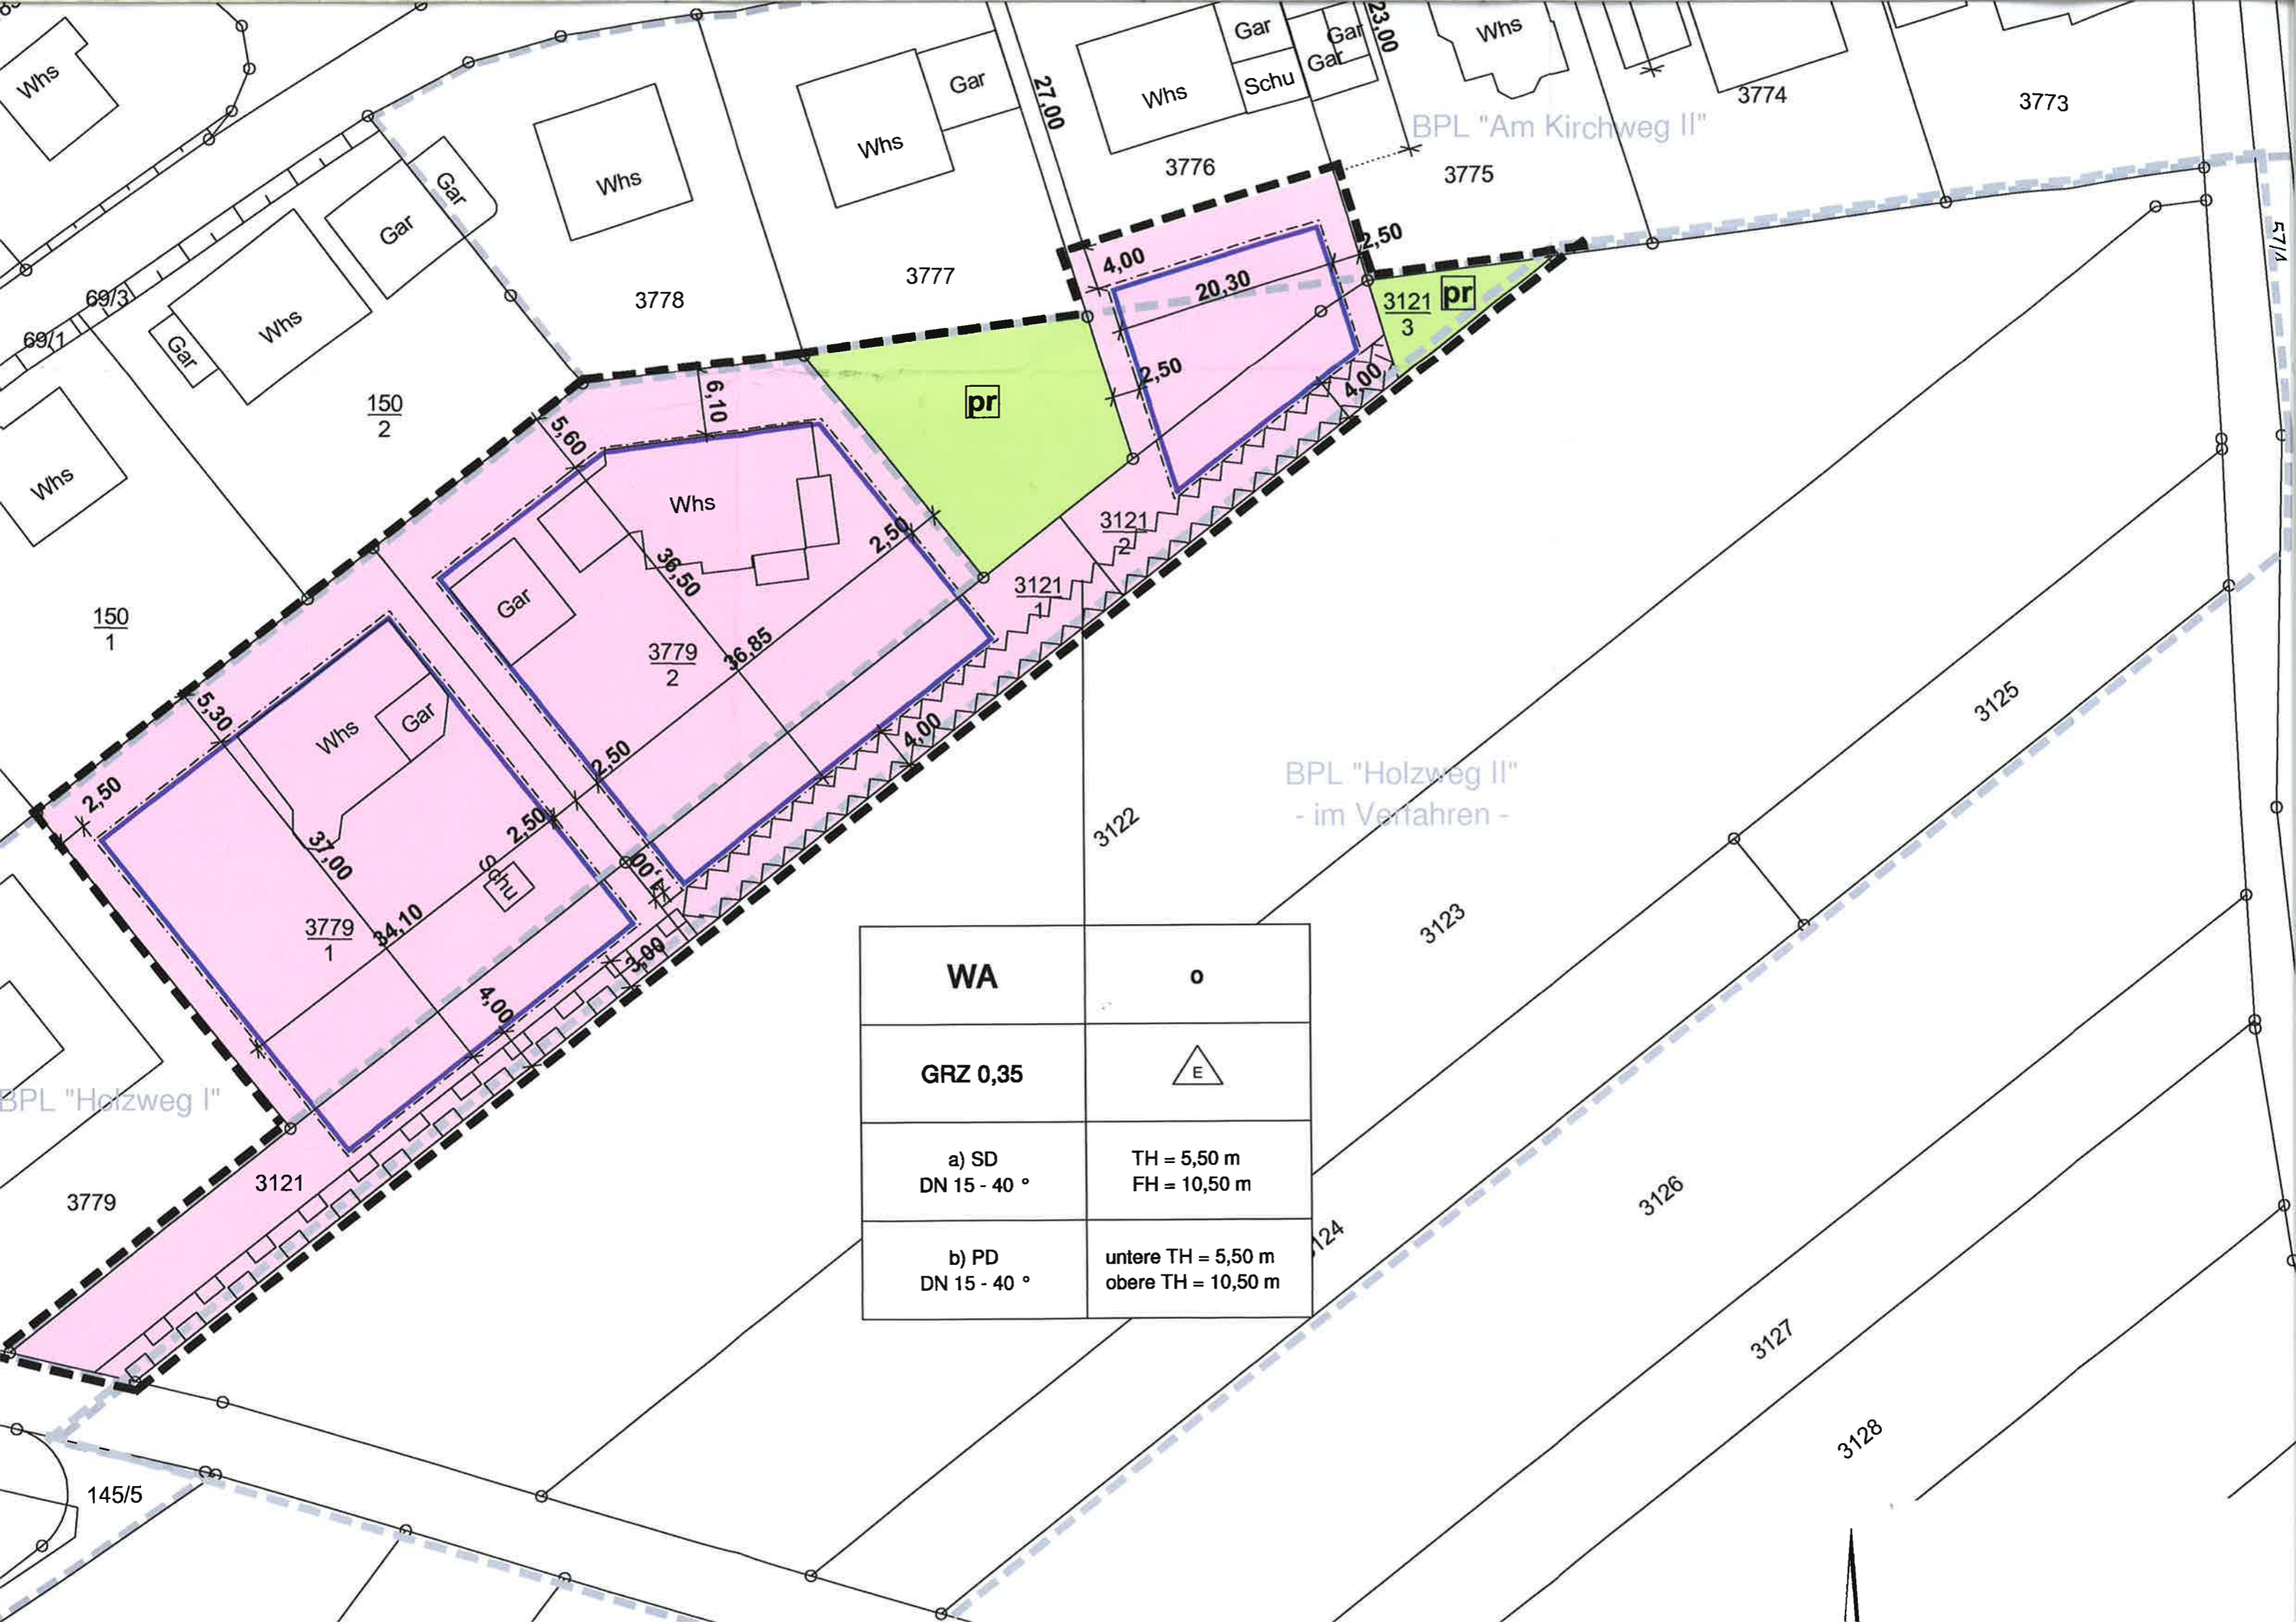 Whs
Gar
Gar
Whs
Gar
69/3
69/1
Whs
150
2
150
1
Whs
3778
Whs
Gar
3777
27,00
Whs
Gar
Schu
Gar
Gar
23,00
Whs
3776
BPL "Am Kirchweg II"
3775
3774
3773
57/4
4,00
2,50
20,30
2,50
4,00
3121
3
pr
pr
6,10
5,60
Whs
Gar
36,50
2,50
36,85
3779
2
2,50
4,00
3121
2
3121
1
5,30
2,50
Whs
Gar
37,00
2,50
Schu
34,10
3779
1
4,00
3,00
BPL "Holzweg I"
3779
3121
145/5
3122
BPL "Holzweg II"
- im Verfahren -
3123
3125
3126
3127
3128
WA
o
GRZ 0,35
E
a) SD
DN 15 - 40 °
TH = 5,50 m
FH = 10,50 m
b) PD
DN 15 - 40 °
untere TH = 5,50 m
obere TH = 10,50 m